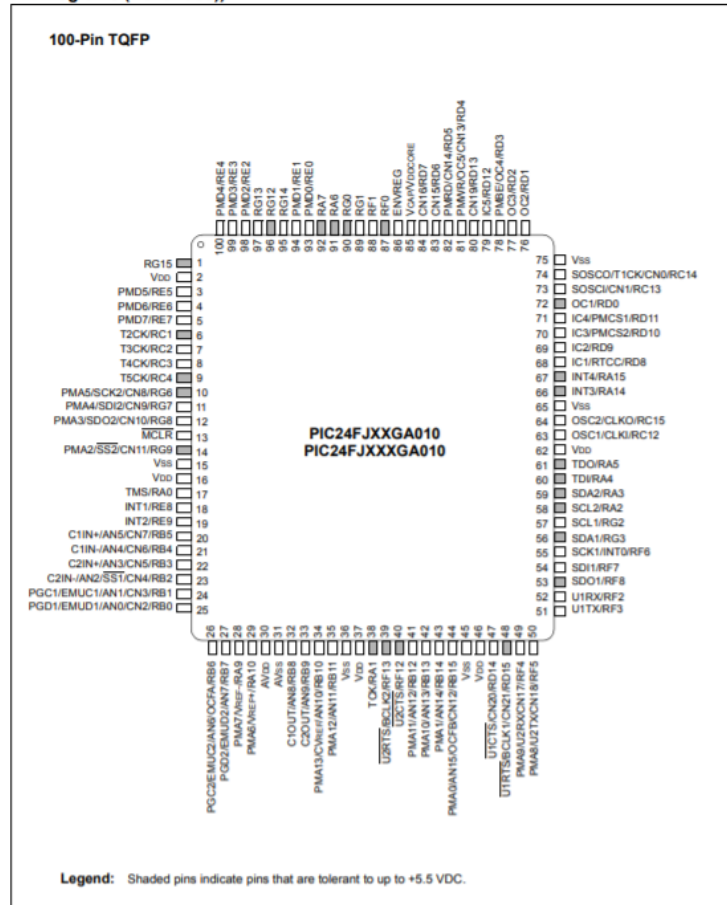 100-Pin TQFP
100 PMD4/RE4
99 PMD3/RE3
98 PMD2/RE2
97 RG13
96 RG12
95 RG14
94 PMD1/RE1
93 PMD0/RE0
92 RA7
91 RA6
90 RG0
89 RG1
88 RF1
87 RF0
86 ENVREG
85 VCAP/VDDCORE
84 CN16/RD7
83 CN15/RD6
82 PMRD/CN14/RD5
81 PMWR/OC5/CN13/RD4
80 CN19/RD13
79 IC5/RD12
78 PMBE/OC4/RD3
77 OC3/RD2
76 OC2/RD1
RG15 1
VDD 2
PMD5/RE5 3
PMD6/RE6 4
PMD7/RE7 5
T2CK/RC1 6
T3CK/RC2 7
T4CK/RC3 8
T5CK/RC4 9
PMA5/SCK2/CN8/RG6 10
PMA4/SDI2/CN9/RG7 11
PMA3/SDO2/CN10/RG8 12
MCLR 13
PMA2/SS2/CN11/RG9 14
VSS 15
VDD 16
TMS/RA0 17
INT1/RE8 18
INT2/RE9 19
C1IN+/AN5/CN7/RB5 20
C1IN-/AN4/CN6/RB4 21
C2IN+/AN3/CN5/RB3 22
C2IN-/AN2/SS1/CN4/RB2 23
PGC1/EMUC1/AN1/CN3/RB1 24
PGD1/EMUD1/AN0/CN2/RB0 25
PIC24FJXXGA010
PIC24FJXXXGA010
75 VSS
74 SOSCO/T1CK/CN0/RC14
73 SOSCI/CN1/RC13
72 OC1/RD0
71 IC4/PMCS1/RD11
70 IC3/PMCS2/RD10
69 IC2/RD9
68 IC1/RTCC/RD8
67 INT4/RA15
66 INT3/RA14
65 VSS
64 OSC2/CLKO/RC15
63 OSC1/CLKI/RC12
62 VDD
61 TDO/RA5
60 TDI/RA4
59 SDA2/RA3
58 SCL2/RA2
57 SCL1/RG2
56 SDA1/RG3
55 SCK1/INT0/RF6
54 SDI1/RF7
53 SDO1/RF8
52 U1RX/RF2
51 U1TX/RF3
26 PGC2/EMUC2/AN6/OCFA/RB6
27 PGD2/EMUD2/AN7/RB7
28 PMA7/VREF-/RA9
29 PMA6/VREF+/RA10
30 AVDD
31 AVSS
32 C1OUT/AN8/RB8
33 C2OUT/AN9/RB9
34 PMA13/CVREF/AN10/RB10
35 PMA12/AN11/RB11
36 VSS
37 VDD
38 TCK/RA1
39 U2RTS/BCLK2/RF13
40 U2CTS/RF12
41 PMA11/AN12/RB12
42 PMA10/AN13/RB13
43 PMA1/AN14/RB14
44 PMA0/AN15/OCFB/CN12/RB15
45 VSS
46 VDD
47 U1CTS/CN20/RD14
48 U1RTS/BCLK1/CN21/RD15
49 PMA9/U2RX/CN17/RF4
50 PMA8/U2TX/CN18/RF5
Legend: Shaded pins indicate pins that are tolerant to up to +5.5 VDC.